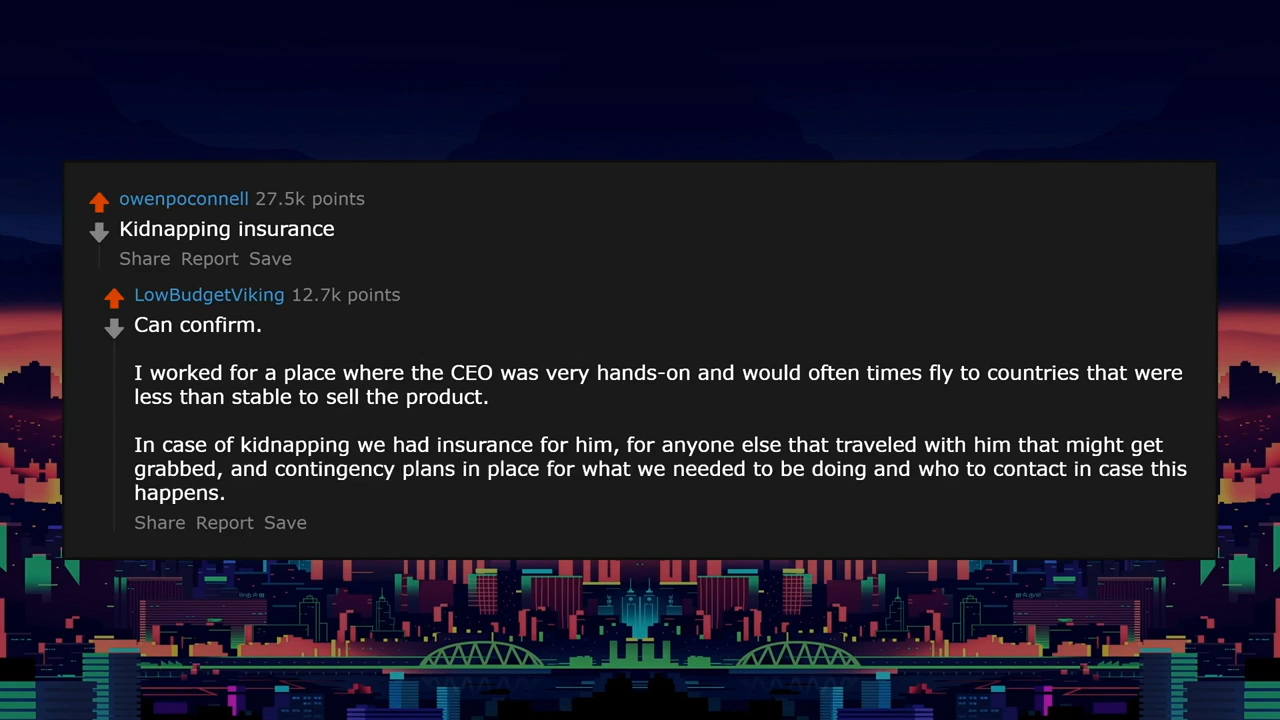 owenpoconnell 27.5k points
Kidnapping insurance
Share Report Save
LowBudgetViking 12.7k points
Can confirm.
I worked for a place where the CEO was very hands-on and would often times fly to countries that were
less than stable to sell the product.
In case of kidnapping we had insurance for him, for anyone else that traveled with him that might get
grabbed, and contingency plans in place for what we needed to be doing and who to contact in case this
happens.
Share Report Save